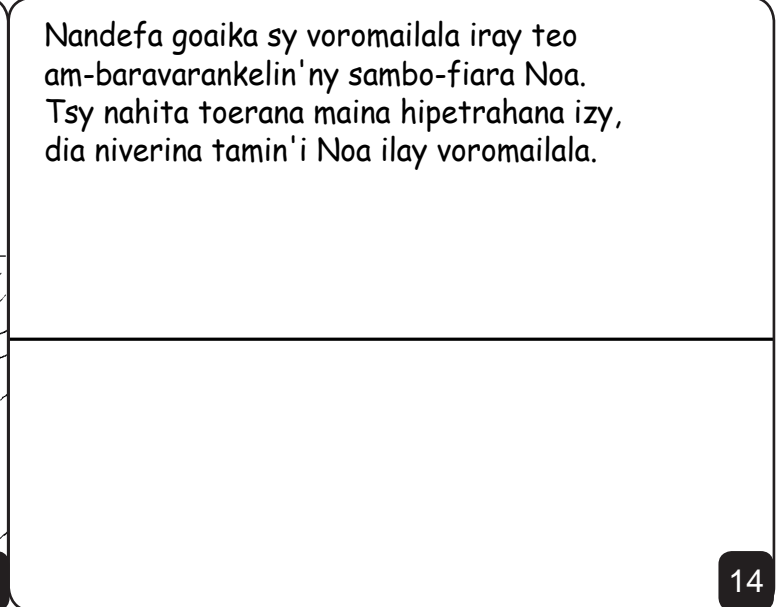 Nandefa goaika sy voromailala iray teo
am-baravarankelin'ny sambo-fiara Noa.
Tsy nahita toerana maina hipetrahana izy,
dia niverina tamin'i Noa ilay voromailala.
14